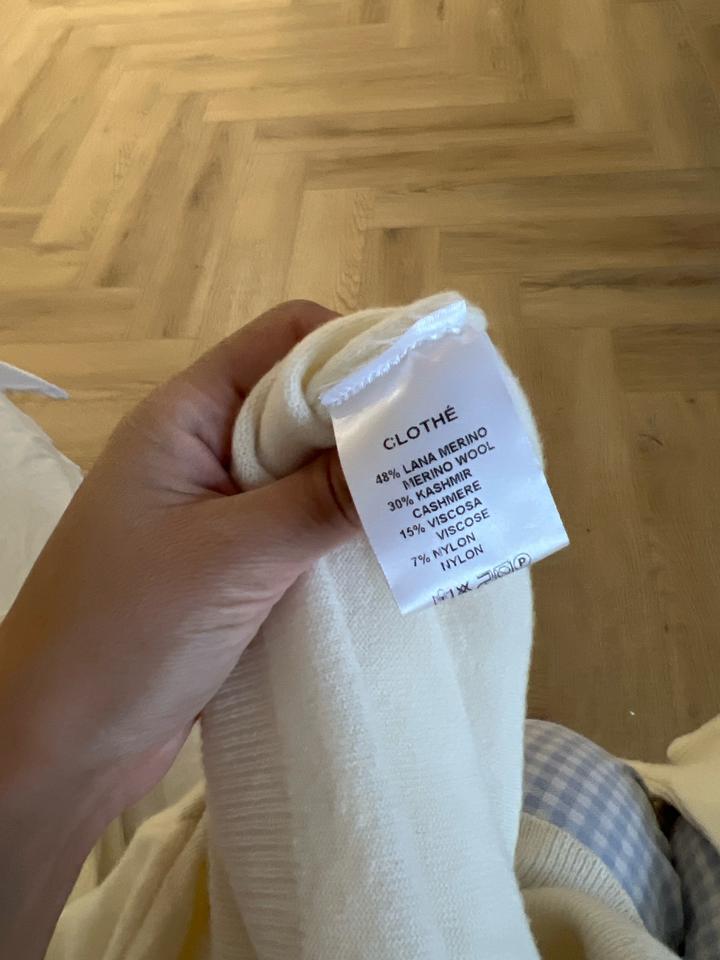 CLOTHÉ
48% LANA MERINO
MERINO WOOL
30% KASHMIR
CASHMERE
15% VISCOSA
VISCOSE
7% NYLON
NYLON
P